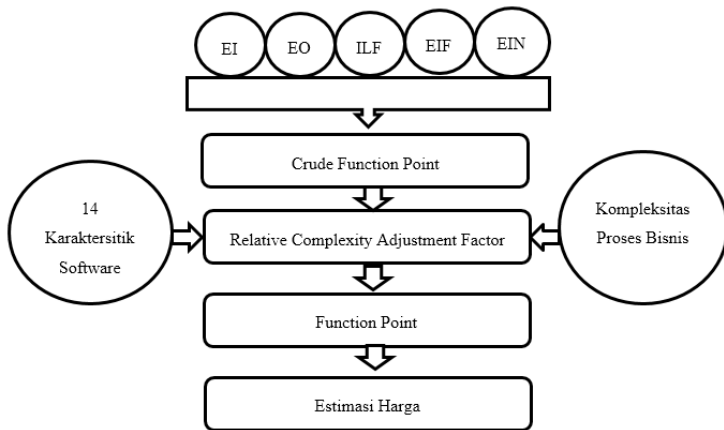 EI
EO
ILF
EIF
EIN
Crude Function Point
14
Karaktersitik
Software
Relative Complexity Adjustment Factor
Kompleksitas
Proses Bisnis
Function Point
Estimasi Harga